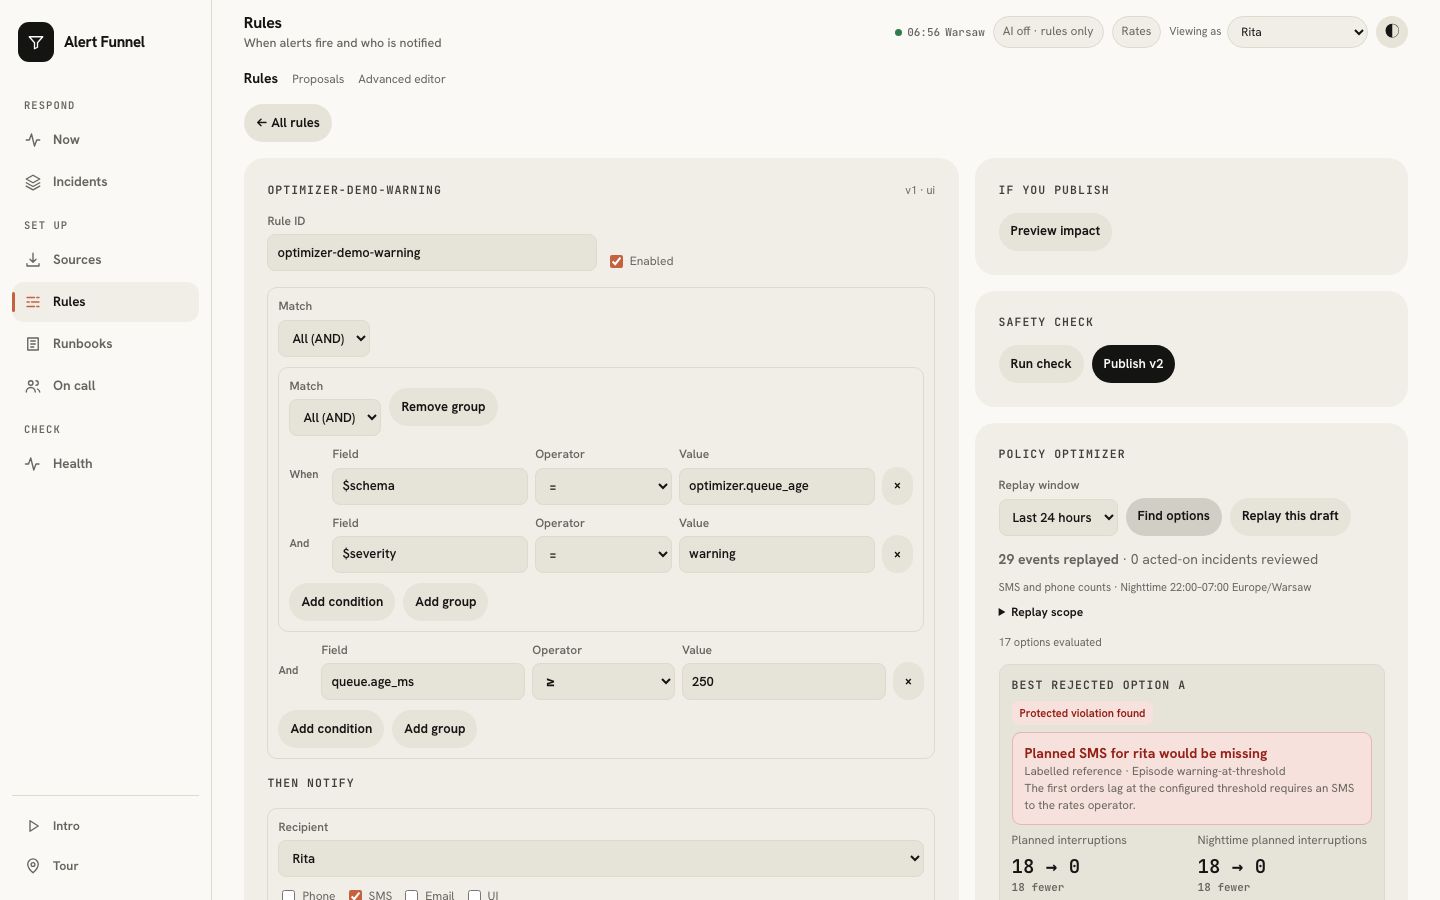 Alert Funnel
RESPOND
Now
Incidents
SET UP
Sources
Rules
Runbooks
On call
CHECK
Health
Intro
Tour
Rules
When alerts fire and who is notified
06:56 Warsaw
AI off · rules only
Rates
Viewing as
Rita
Rules Proposals Advanced editor
← All rules
OPTIMIZER-DEMO-WARNING
v1 · ui
Rule ID
optimizer-demo-warning
Enabled
Match
All (AND)
Match
All (AND)
Remove group
Field Operator Value
When $schema = optimizer.queue_age ×
Field Operator Value
And $severity = warning ×
Add condition Add group
Field Operator Value
And queue.age_ms ≥ 250 ×
Add condition Add group
THEN NOTIFY
Recipient
Rita
Phone SMS Email UI
IF YOU PUBLISH
Preview impact
SAFETY CHECK
Run check Publish v2
POLICY OPTIMIZER
Replay window
Last 24 hours Find options Replay this draft
29 events replayed · 0 acted-on incidents reviewed
SMS and phone counts · Nighttime 22:00–07:00 Europe/Warsaw
▶ Replay scope
17 options evaluated
BEST REJECTED OPTION A
Protected violation found
Planned SMS for rita would be missing
Labelled reference · Episode warning-at-threshold
The first orders lag at the configured threshold requires an SMS
to the rates operator.
Planned interruptions Nighttime planned interruptions
18 → 0 18 → 0
18 fewer 18 fewer